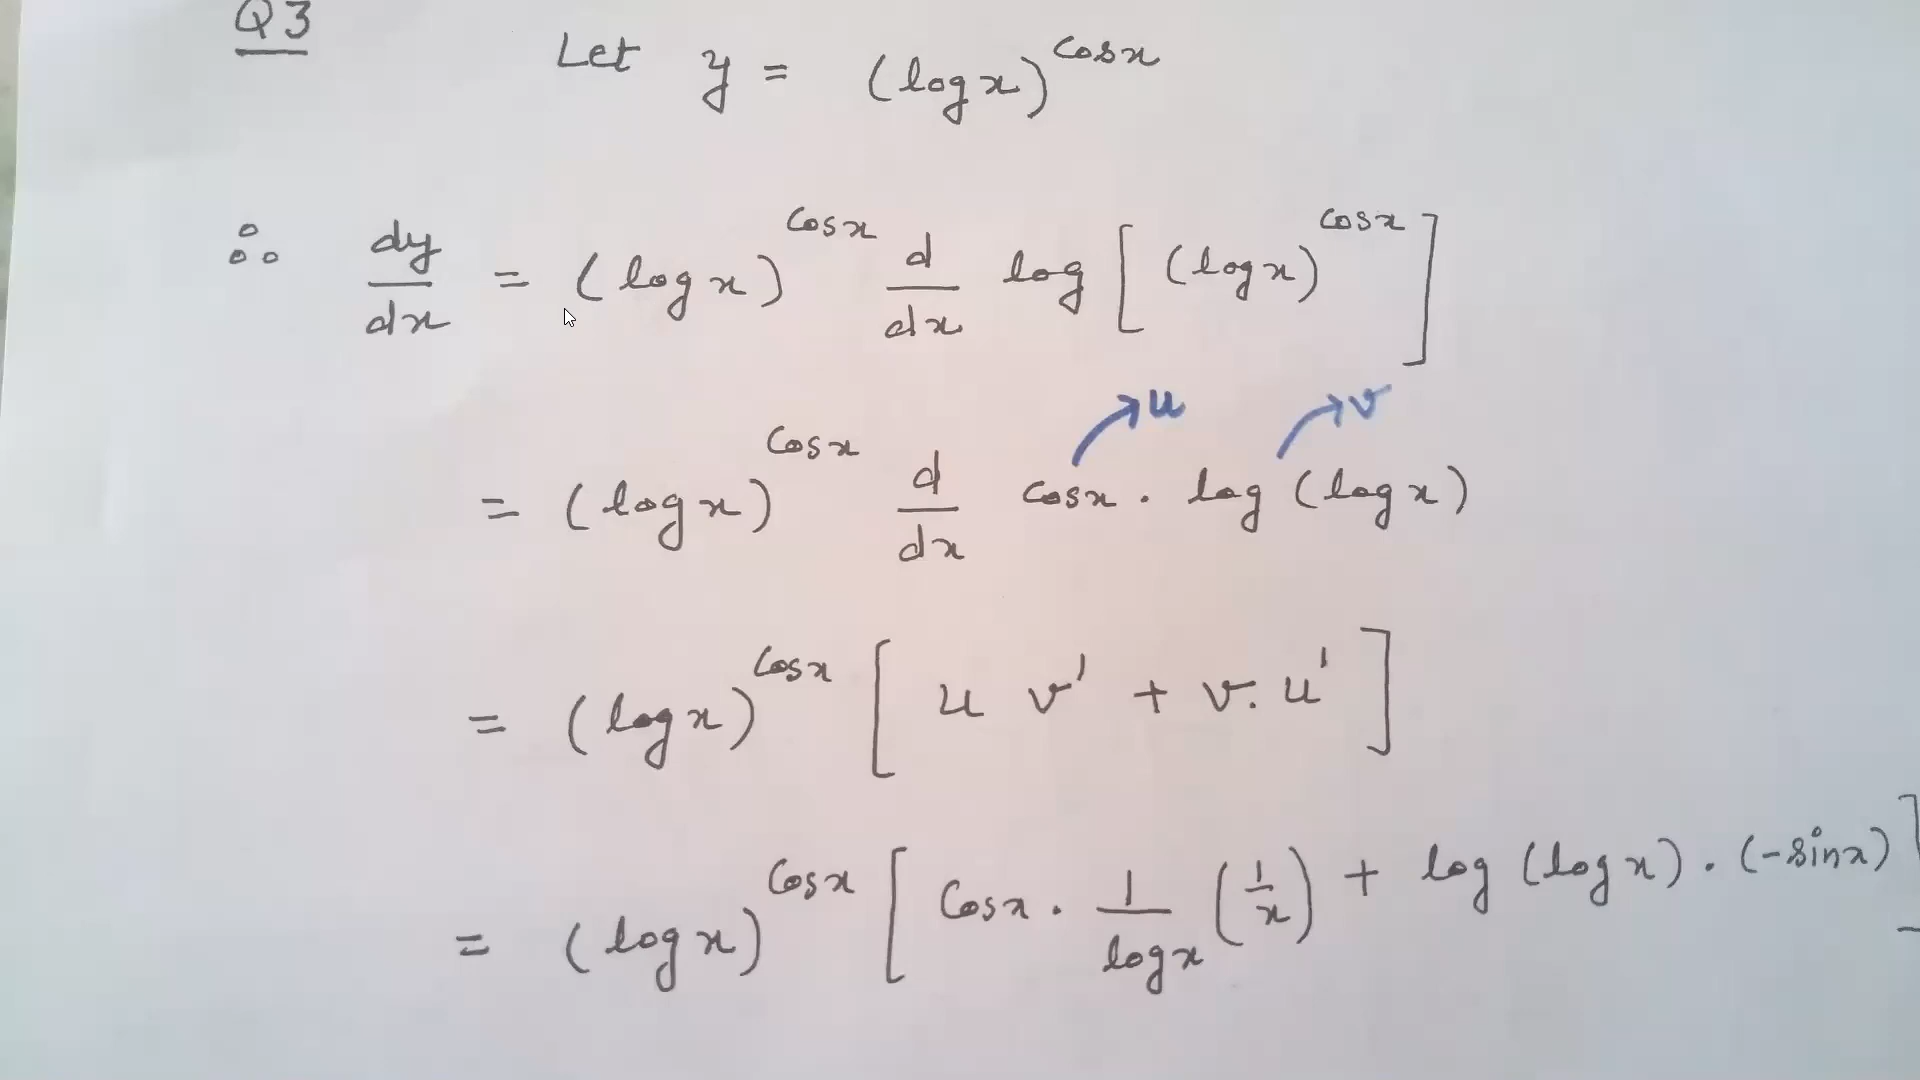 Q3
Let y = (log x)^cos x
∴ dy/dx = (log x)^cos x d/dx log [(log x)^cos x]
u v
= (log x)^cos x d/dx cos x . log (log x)
= (log x)^cos x [u v' + v. u']
= (log x)^cos x [cos x . 1/log x (1/x) + log (log x) . (-sin x)]